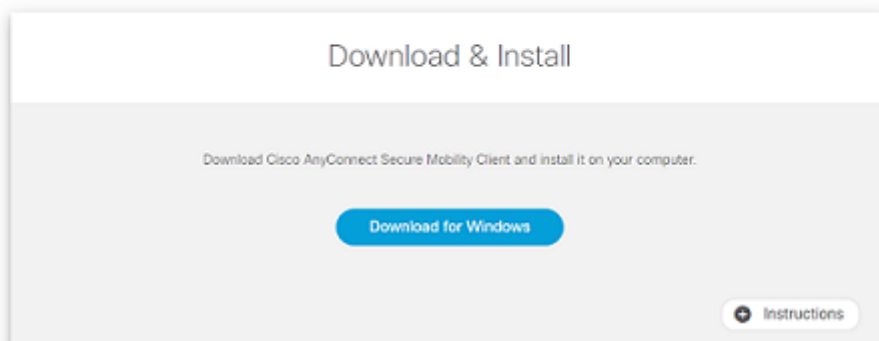 Download & Install
Download Cisco AnyConnect Secure Mobility Client and install it on your computer.
Download for Windows
Instructions